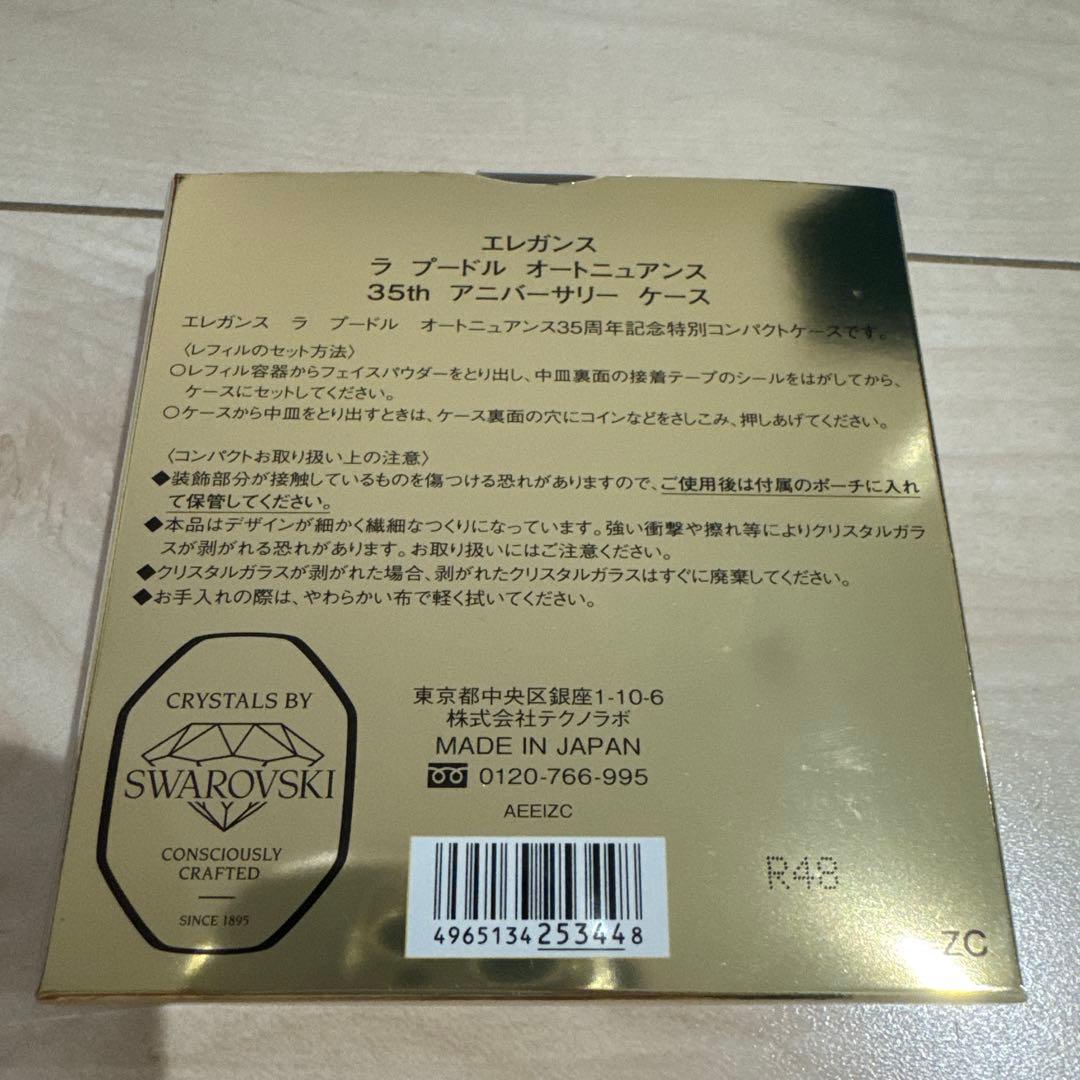 エレガンス
ラ プードル オートニュアンス
35th アニバーサリー ケース
エレガンス ラ プードル オートニュアンス35周年記念特別コンパクトケースです。
〈レフィルのセット方法〉
○レフィル容器からフェイスパウダーをとり出し、中皿裏面の接着テープのシールをはがしてから、
ケースにセットしてください。
○ケースから中皿をとり出すときは、ケース裏面の穴にコインなどをさしこみ、押しあげてください。
〈コンパクトお取り扱い上の注意〉
◆装飾部分が接触しているものを傷つける恐れがありますので、ご使用後は付属のポーチに入れ
て保管してください。
◆本品はデザインが細かく繊細なつくりになっています。強い衝撃や擦れ等によりクリスタルガラ
スが剥がれる恐れがあります。お取り扱いにはご注意ください。
◆クリスタルガラスが剥がれた場合、剥がれたクリスタルガラスはすぐに廃棄してください。
◆お手入れの際は、やわらかい布で軽く拭いてください。
CRYSTALS BY
SWAROVSKI
CONSCIOUSLY
CRAFTED
SINCE 1895
東京都中央区銀座1-10-6
株式会社テクノラボ
MADE IN JAPAN
0120-766-995
AEEIZC
4965134253448
R48
ZC